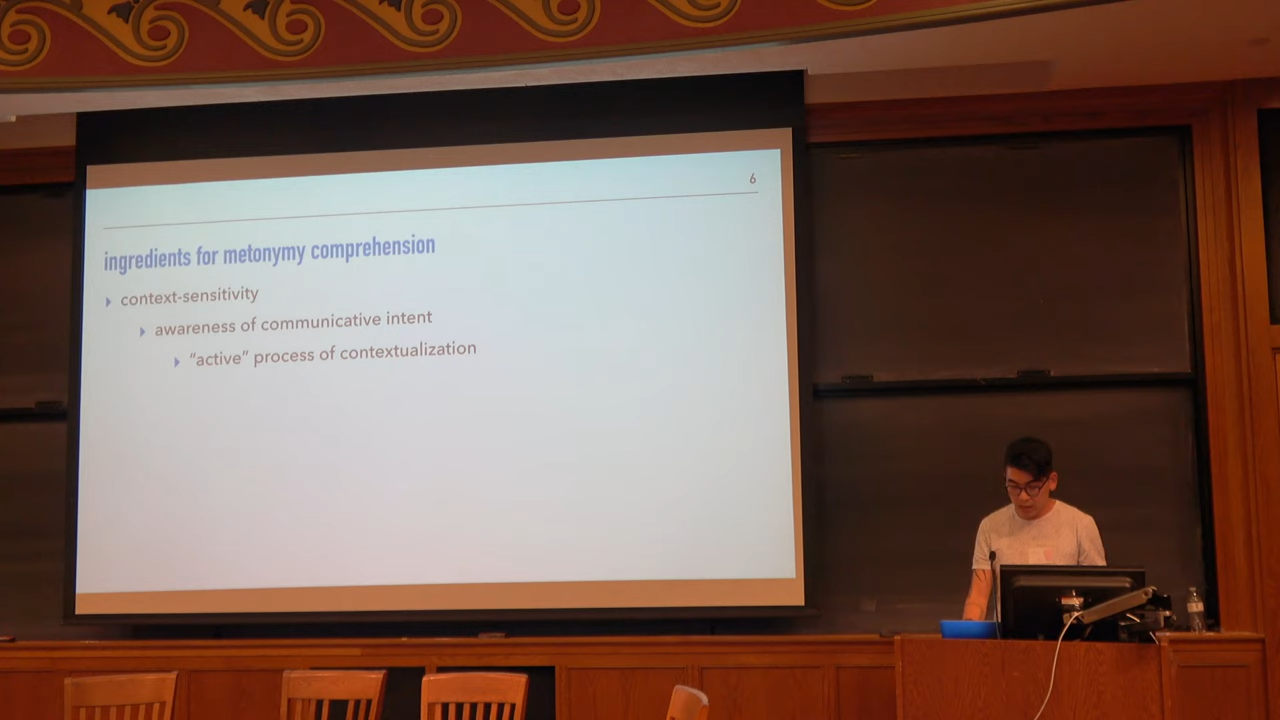 6
ingredients for metonymy comprehension
context-sensitivity
awareness of communicative intent
"active" process of contextualization